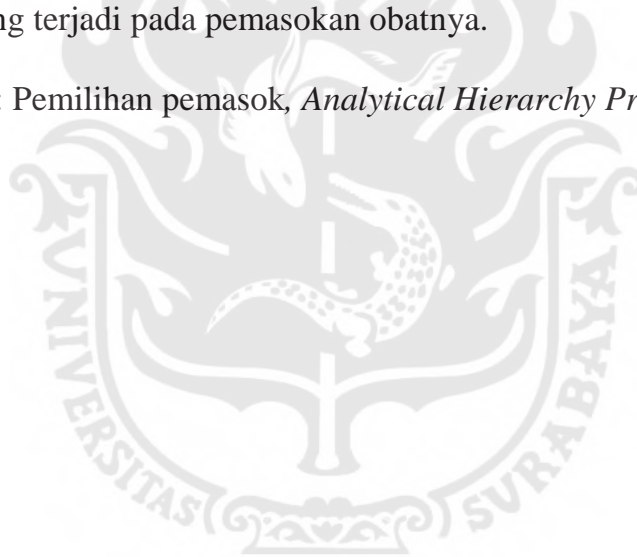 ng terjadi pada pemasokan obatnya.
: Pemilihan pemasok, Analytical Hierarchy Pr
UNIVERSITAS SURABAYA